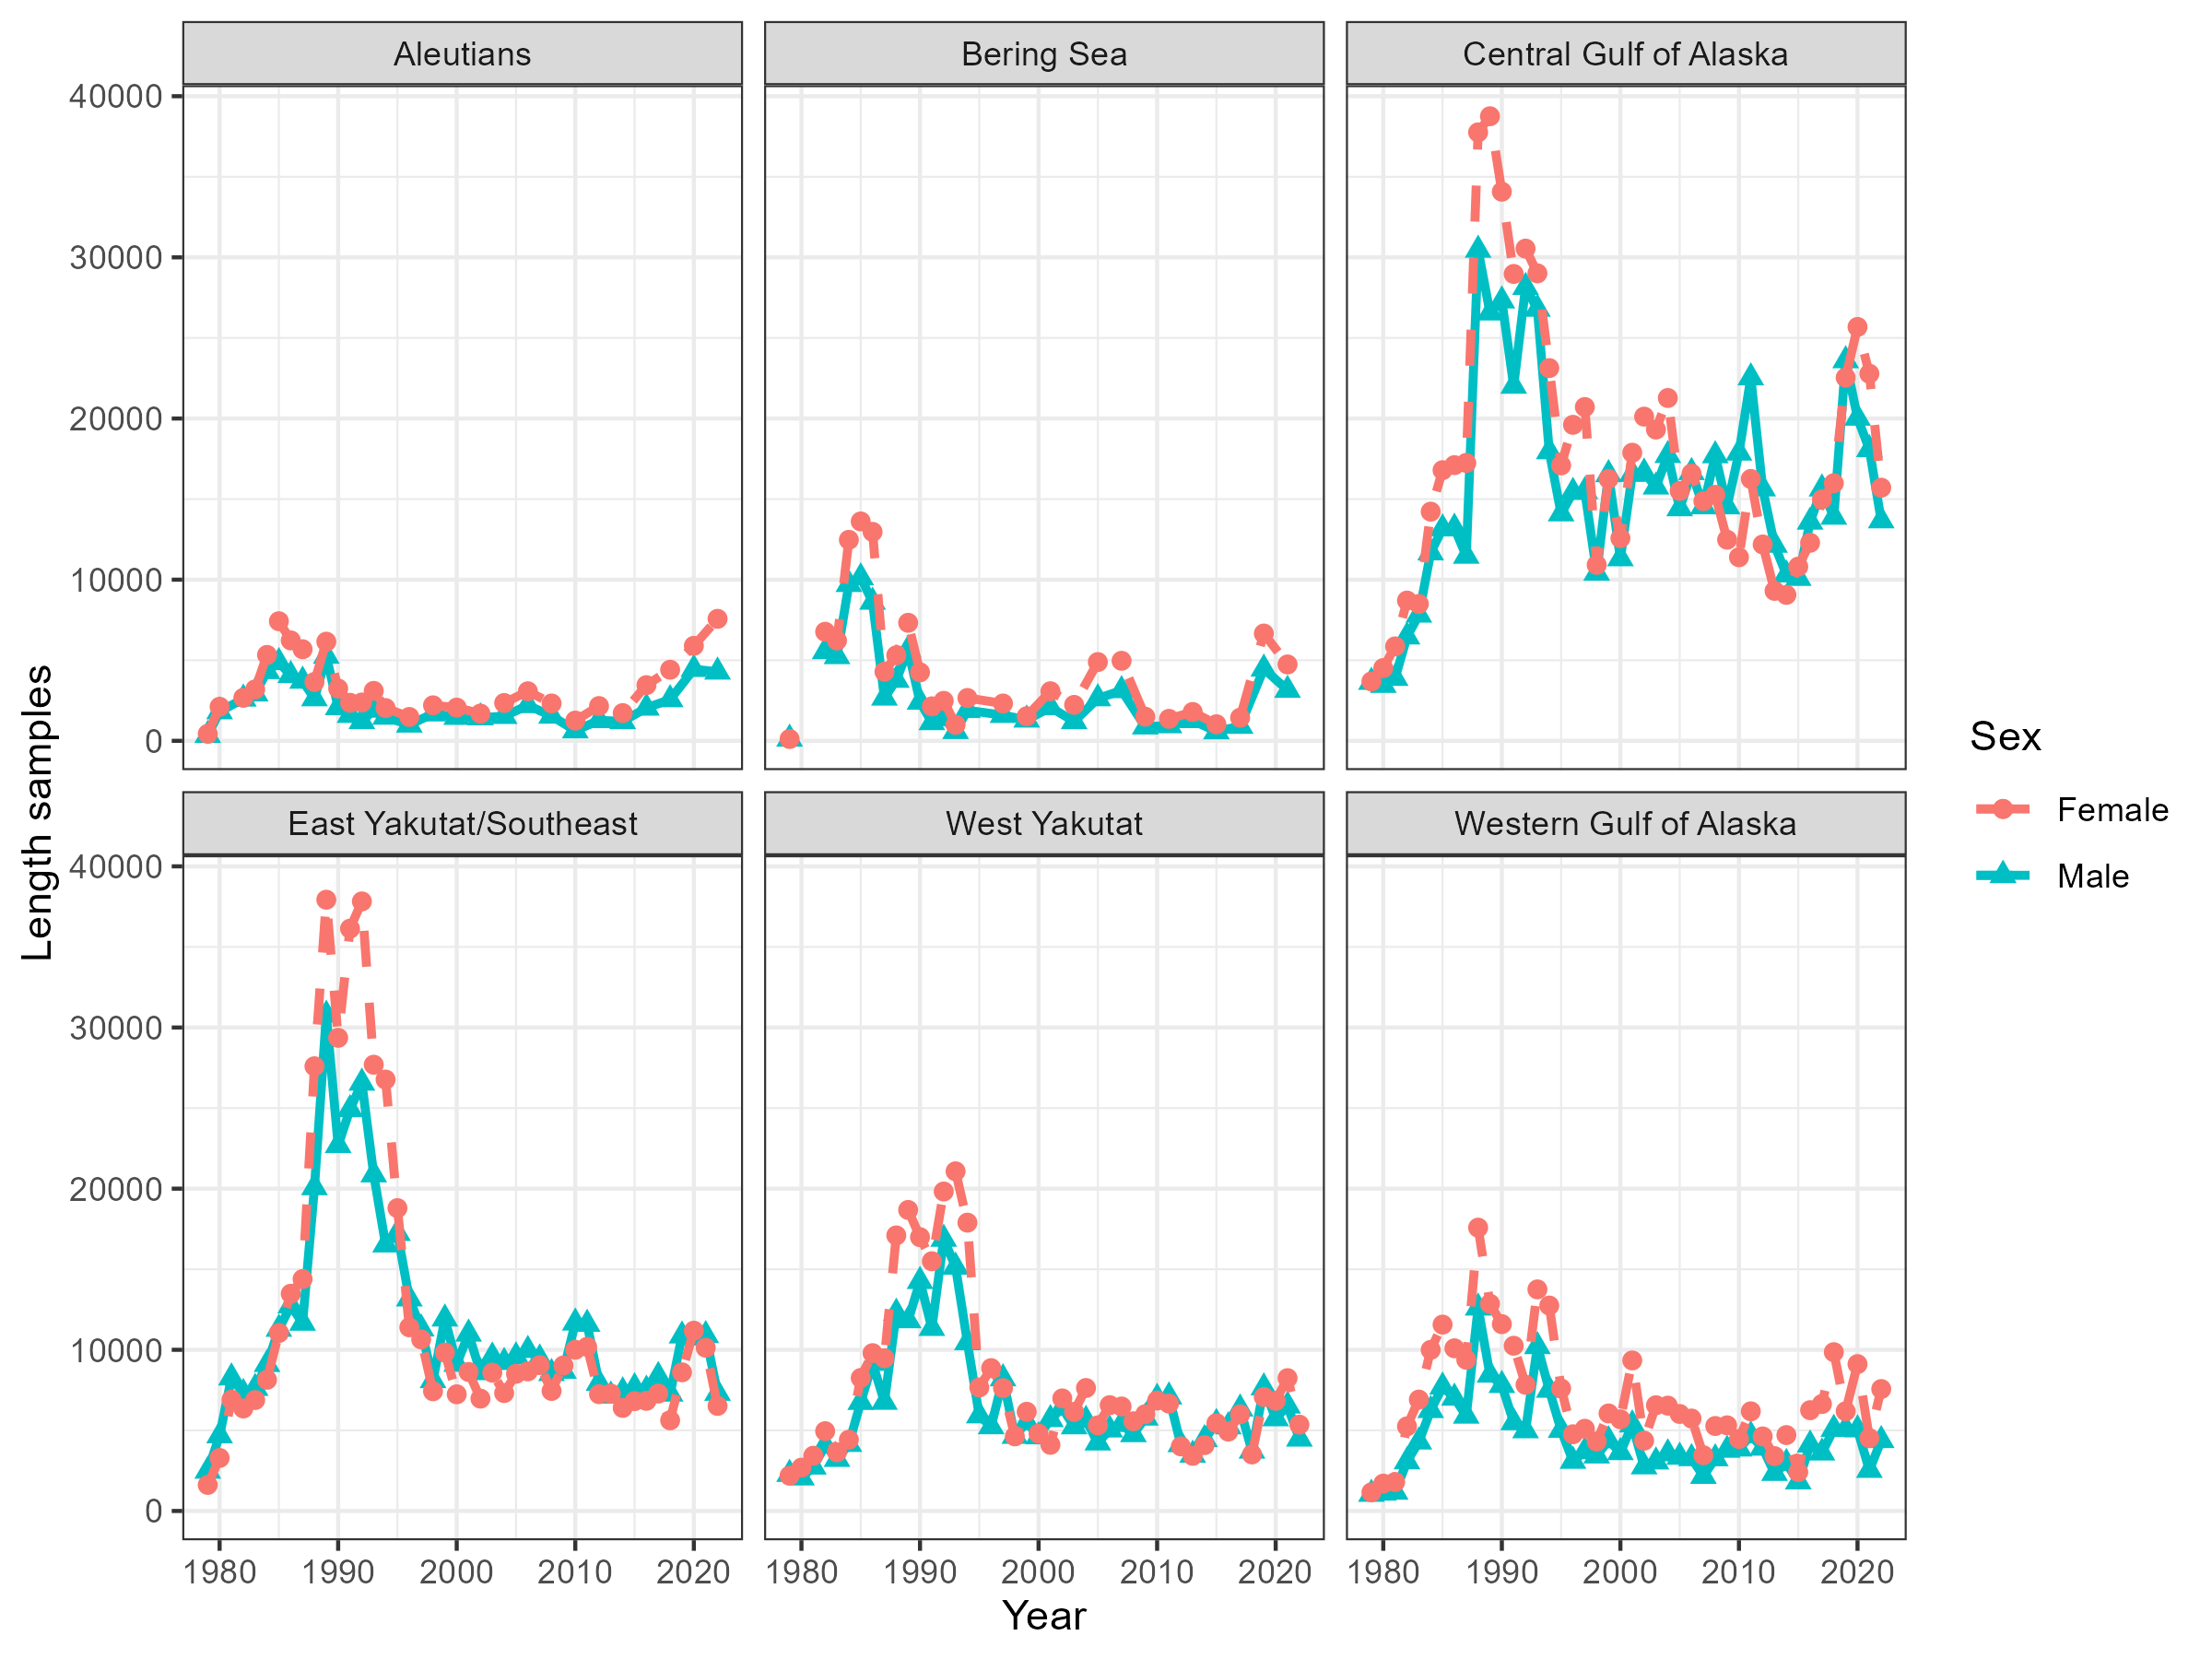 Aleutians
Bering Sea
Central Gulf of Alaska
40000
30000
20000
10000
0
East Yakutat/Southeast
West Yakutat
Western Gulf of Alaska
40000
30000
20000
10000
0
1980 1990 2000 2010 2020
1980 1990 2000 2010 2020
1980 1990 2000 2010 2020
Year
Length samples
Sex
Female
Male